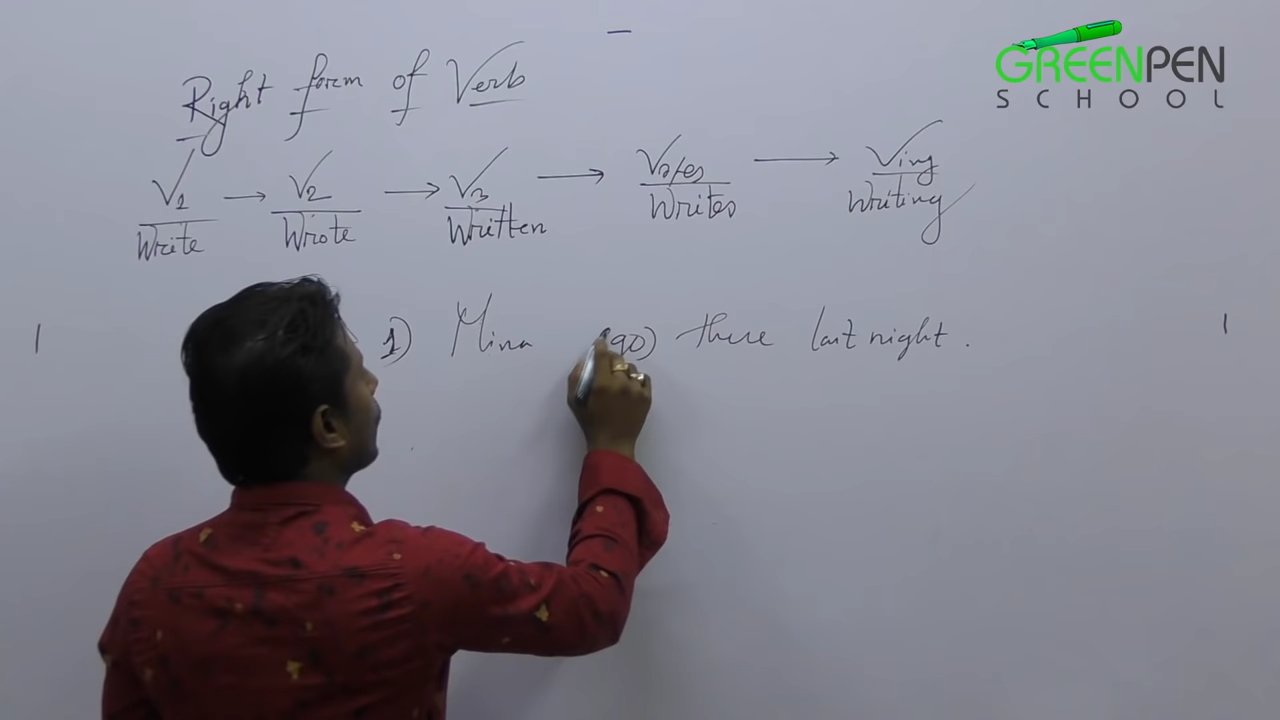 GREENPEN
SCHOOL
Right form of Verb
V1 → V2 → V3 → Vs/es → Ving
Write Wrote Written Writes Writing
1) Mina (go) there last night.